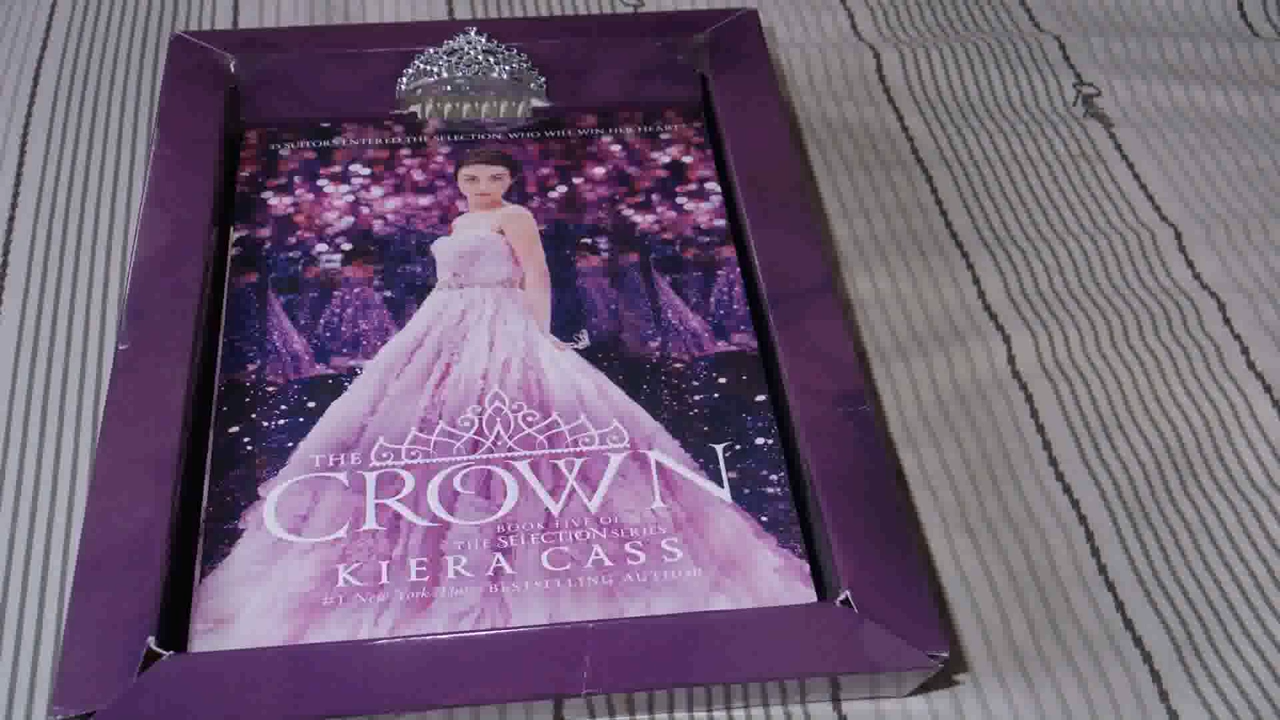 35 SUITORS ENTERED THE SELECTION. WHO WILL WIN HER HEART?
THE
CROWN
BOOK FIVE OF
THE SELECTION SERIES
KIERA CASS
#1 New York Times BESTSELLING AUTHOR